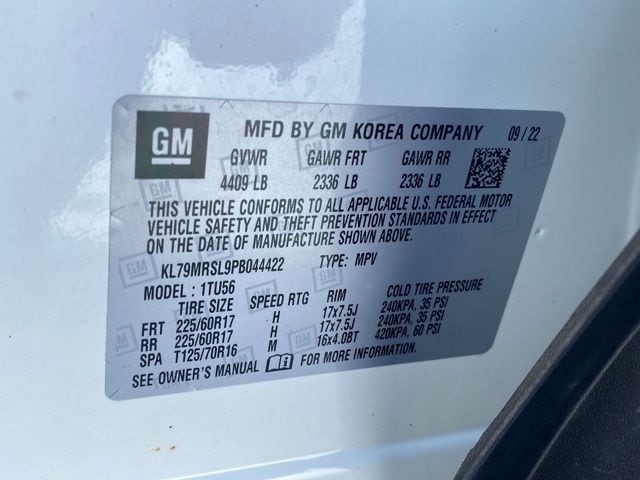 GM MFD BY GM KOREA COMPANY 09/22
GVWR GAWR FRT GAWR RR
4409 LB 2336 LB 2336 LB
THIS VEHICLE CONFORMS TO ALL APPLICABLE U.S. FEDERAL MOTOR
VEHICLE SAFETY AND THEFT PREVENTION STANDARDS IN EFFECT
ON THE DATE OF MANUFACTURE SHOWN ABOVE.
KL79MRSL9PB044422 TYPE: MPV
MODEL: 1TU56
TIRE SIZE SPEED RTG RIM COLD TIRE PRESSURE
FRT 225/60R17 H 17x7.5J 240KPA, 35 PSI
RR 225/60R17 H 17x7.5J 240KPA, 35 PSI
SPA T125/70R16 M 16x4.0BT 420KPA, 60 PSI
SEE OWNER'S MANUAL FOR MORE INFORMATION.